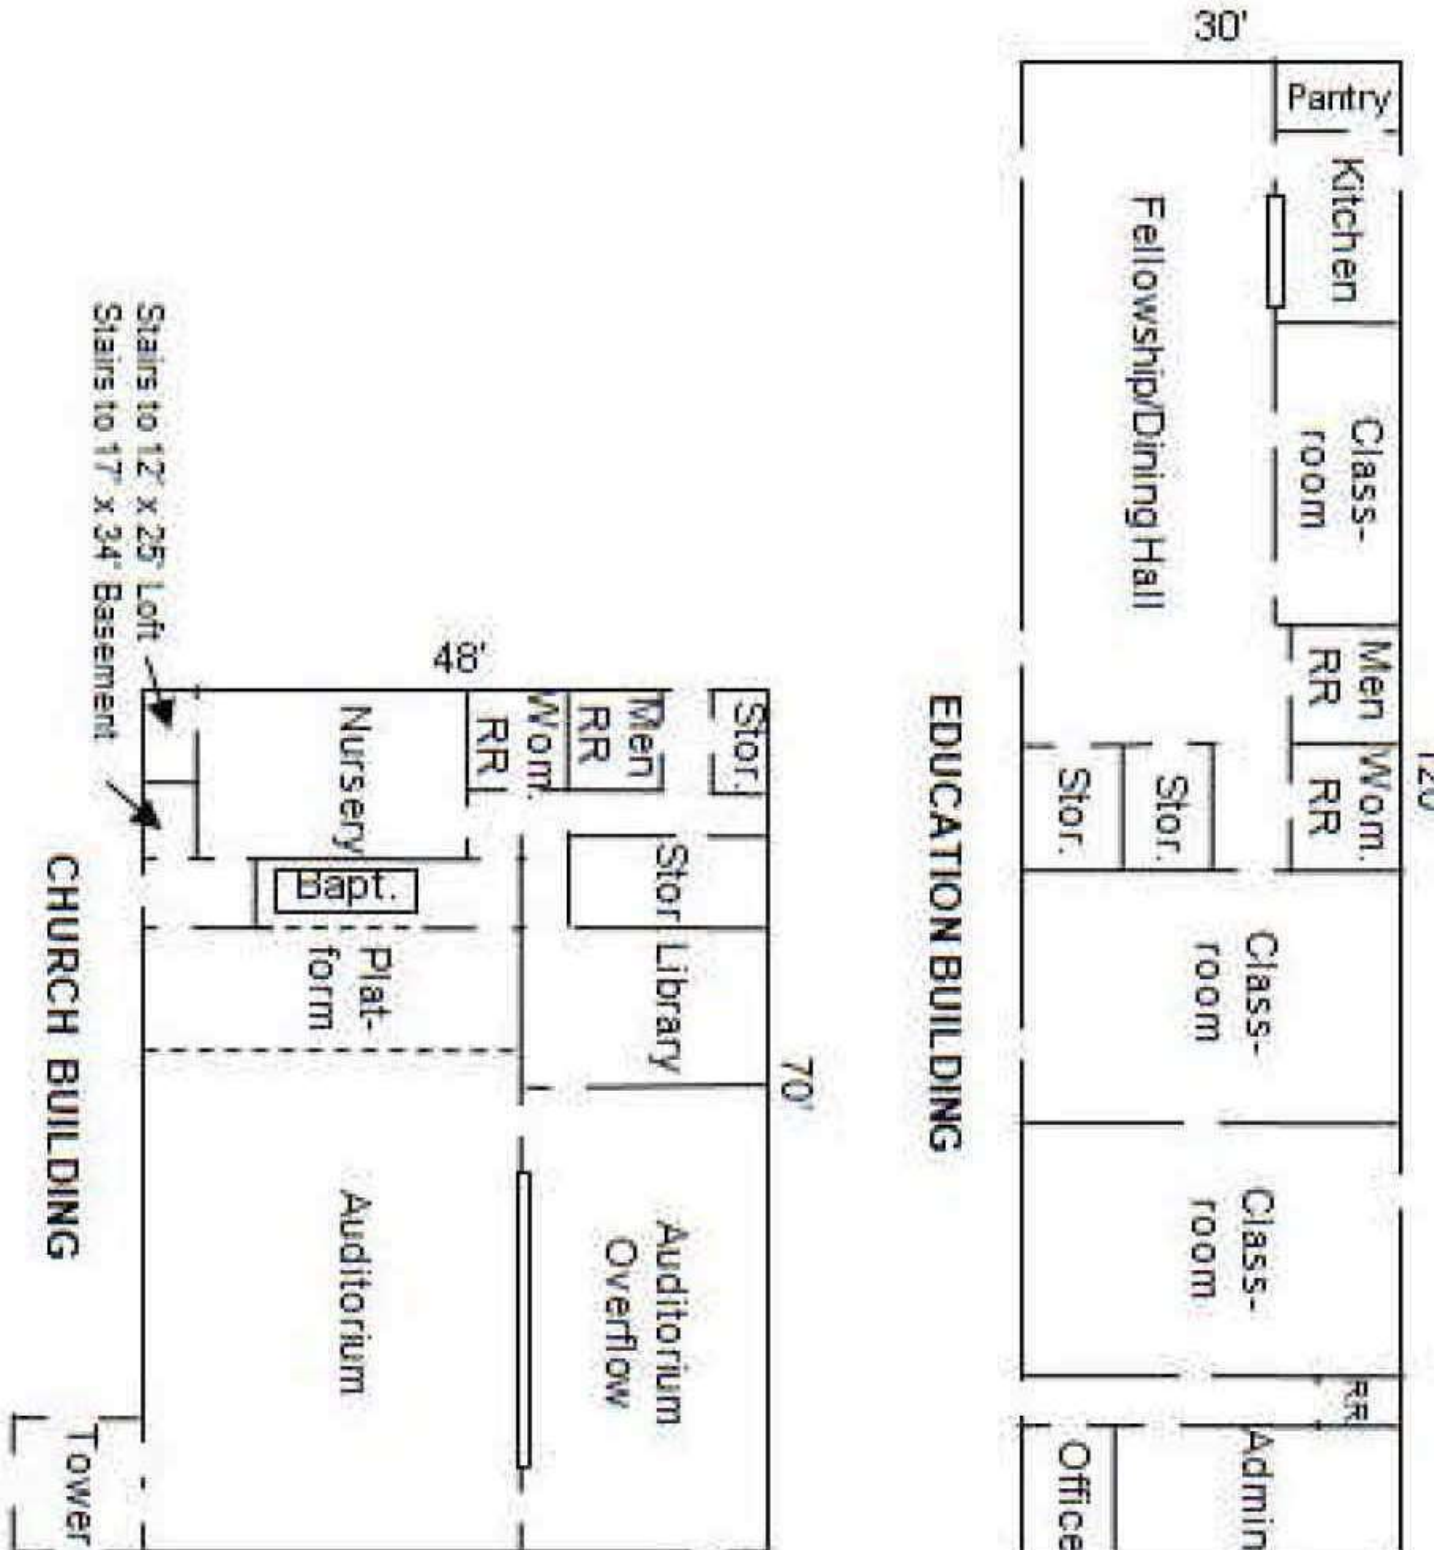 30'
Pantry
Kitchen
Class-
room
Men
RR
Wom.
RR
Fellowship/Dining Hall
Stor.
Stor.
Class-
room
Class-
room
RR
Admin
Office
120'
EDUCATION BUILDING
48'
Stor.
Men
RR
Wom.
RR
Nursery
Stairs to 12' x 25' Loft
Stairs to 17' x 34' Basement
Stor
Library
Bapt.
Plat-
form
70'
Auditorium
Overflow
Auditorium
Tower
CHURCH BUILDING